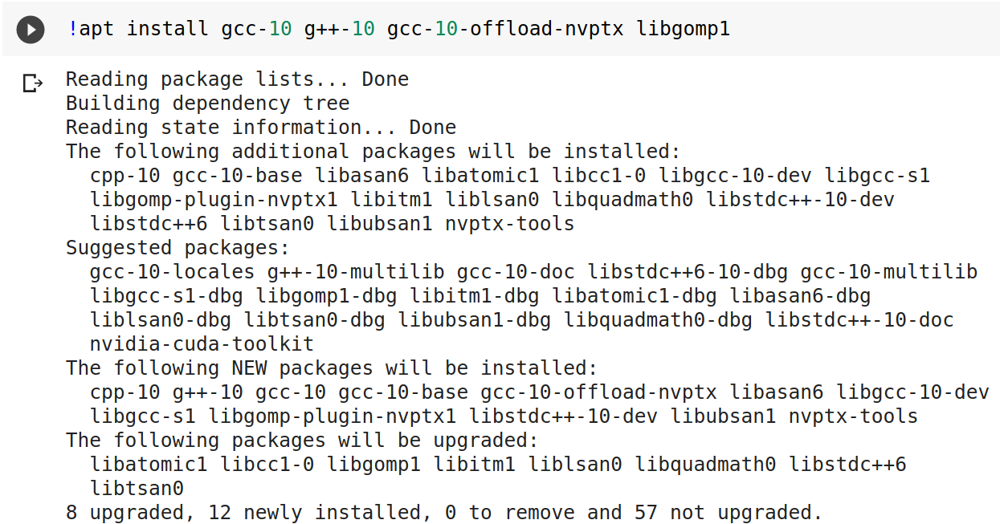 !apt install gcc-10 g++-10 gcc-10-offload-nvptx libgomp1
Reading package lists... Done
Building dependency tree
Reading state information... Done
The following additional packages will be installed:
  cpp-10 gcc-10-base libasan6 libatomic1 libcc1-0 libgcc-10-dev libgcc-s1
  libgomp-plugin-nvptx1 libitm1 liblsan0 libquadmath0 libstdc++-10-dev
  libstdc++6 libtsan0 libubsan1 nvptx-tools
Suggested packages:
  gcc-10-locales g++-10-multilib gcc-10-doc libstdc++6-10-dbg gcc-10-multilib
  libgcc-s1-dbg libgomp1-dbg libitm1-dbg libatomic1-dbg libasan6-dbg
  liblsan0-dbg libtsan0-dbg libubsan1-dbg libquadmath0-dbg libstdc++-10-doc
  nvidia-cuda-toolkit
The following NEW packages will be installed:
  cpp-10 g++-10 gcc-10 gcc-10-base gcc-10-offload-nvptx libasan6 libgcc-10-dev
  libgcc-s1 libgomp-plugin-nvptx1 libstdc++-10-dev libubsan1 nvptx-tools
The following packages will be upgraded:
  libatomic1 libcc1-0 libgomp1 libitm1 liblsan0 libquadmath0 libstdc++6
  libtsan0
8 upgraded, 12 newly installed, 0 to remove and 57 not upgraded.